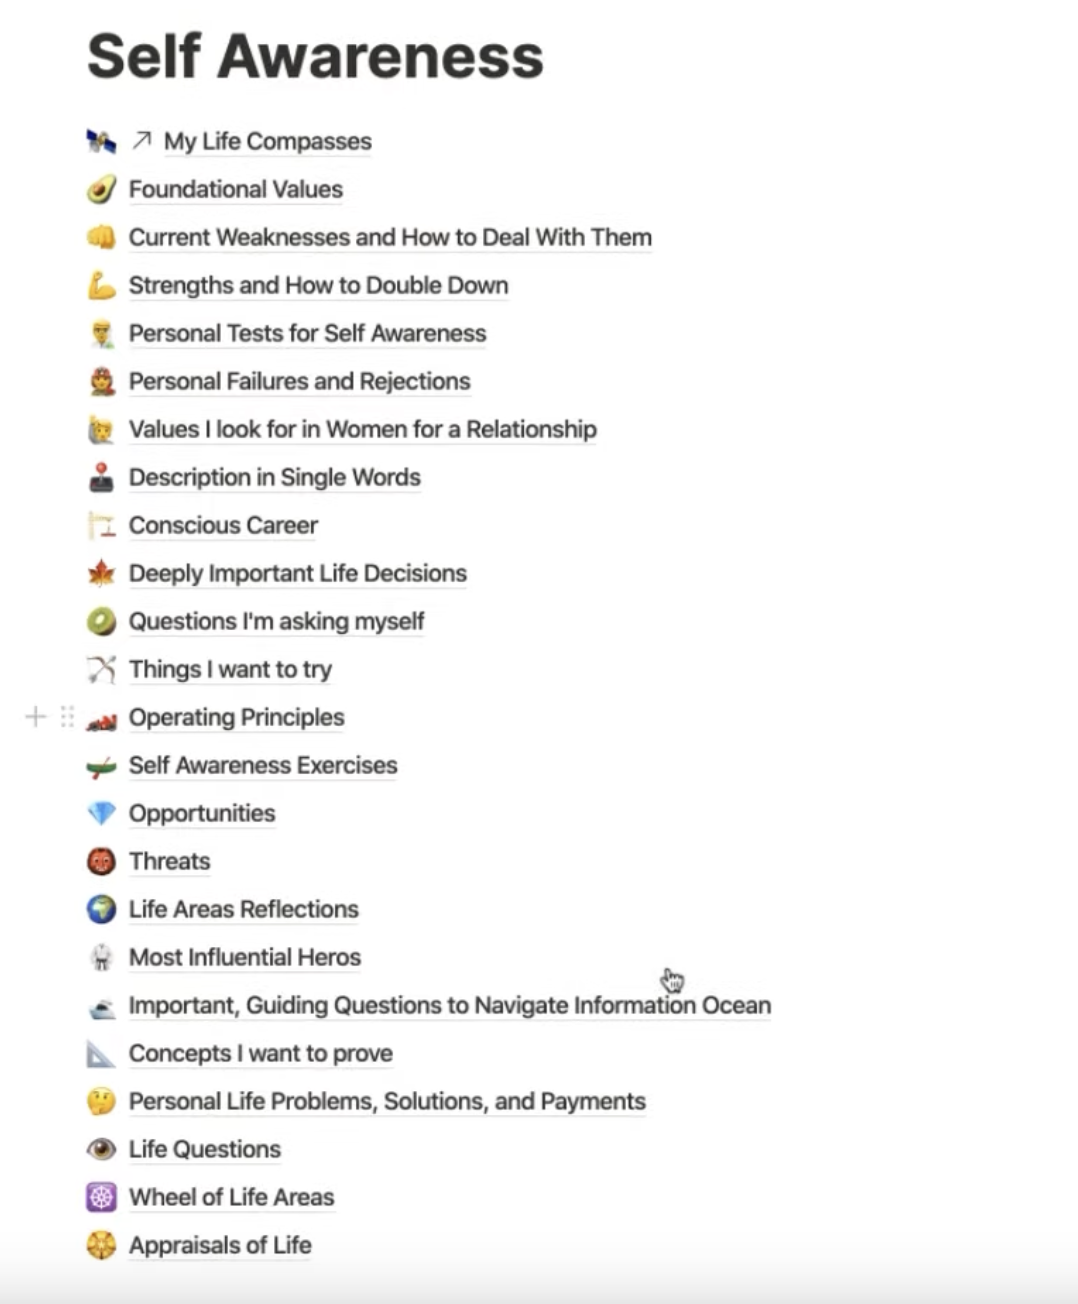 Self Awareness
My Life Compasses
Foundational Values
Current Weaknesses and How to Deal With Them
Strengths and How to Double Down
Personal Tests for Self Awareness
Personal Failures and Rejections
Values I look for in Women for a Relationship
Description in Single Words
Conscious Career
Deeply Important Life Decisions
Questions I'm asking myself
Things I want to try
Operating Principles
Self Awareness Exercises
Opportunities
Threats
Life Areas Reflections
Most Influential Heros
Important, Guiding Questions to Navigate Information Ocean
Concepts I want to prove
Personal Life Problems, Solutions, and Payments
Life Questions
Wheel of Life Areas
Appraisals of Life